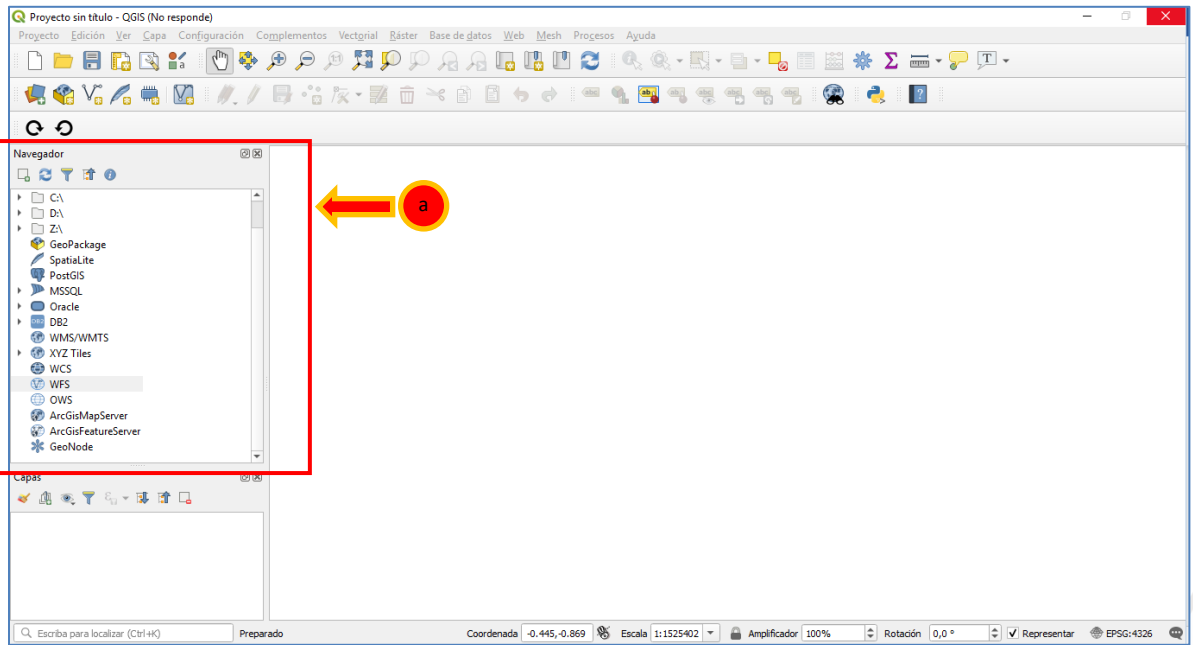 Proyecto sin título - QGIS (No responde)
Proyecto Edición Ver Capa Configuración Complementos Vectorial Ráster Base de datos Web Mesh Procesos Ayuda
Navegador
C:\
D:\
Z:\
GeoPackage
SpatiaLite
PostGIS
MSSQL
Oracle
DB2
WMS/WMTS
XYZ Tiles
WCS
WFS
OWS
ArcGisMapServer
ArcGisFeatureServer
GeoNode
a
Capas
Escriba para localizar (Ctrl+K) Preparado Coordenada -0.445,-0.869 Escala 1:1525402 Amplificador 100% Rotación 0,0 ° Representar EPSG:4326